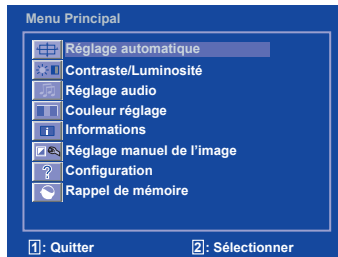 Menu Principal
Réglage automatique
Contraste/Luminosité
Réglage audio
Couleur réglage
Informations
Réglage manuel de l'image
Configuration
Rappel de mémoire
1: Quitter 2: Sélectionner